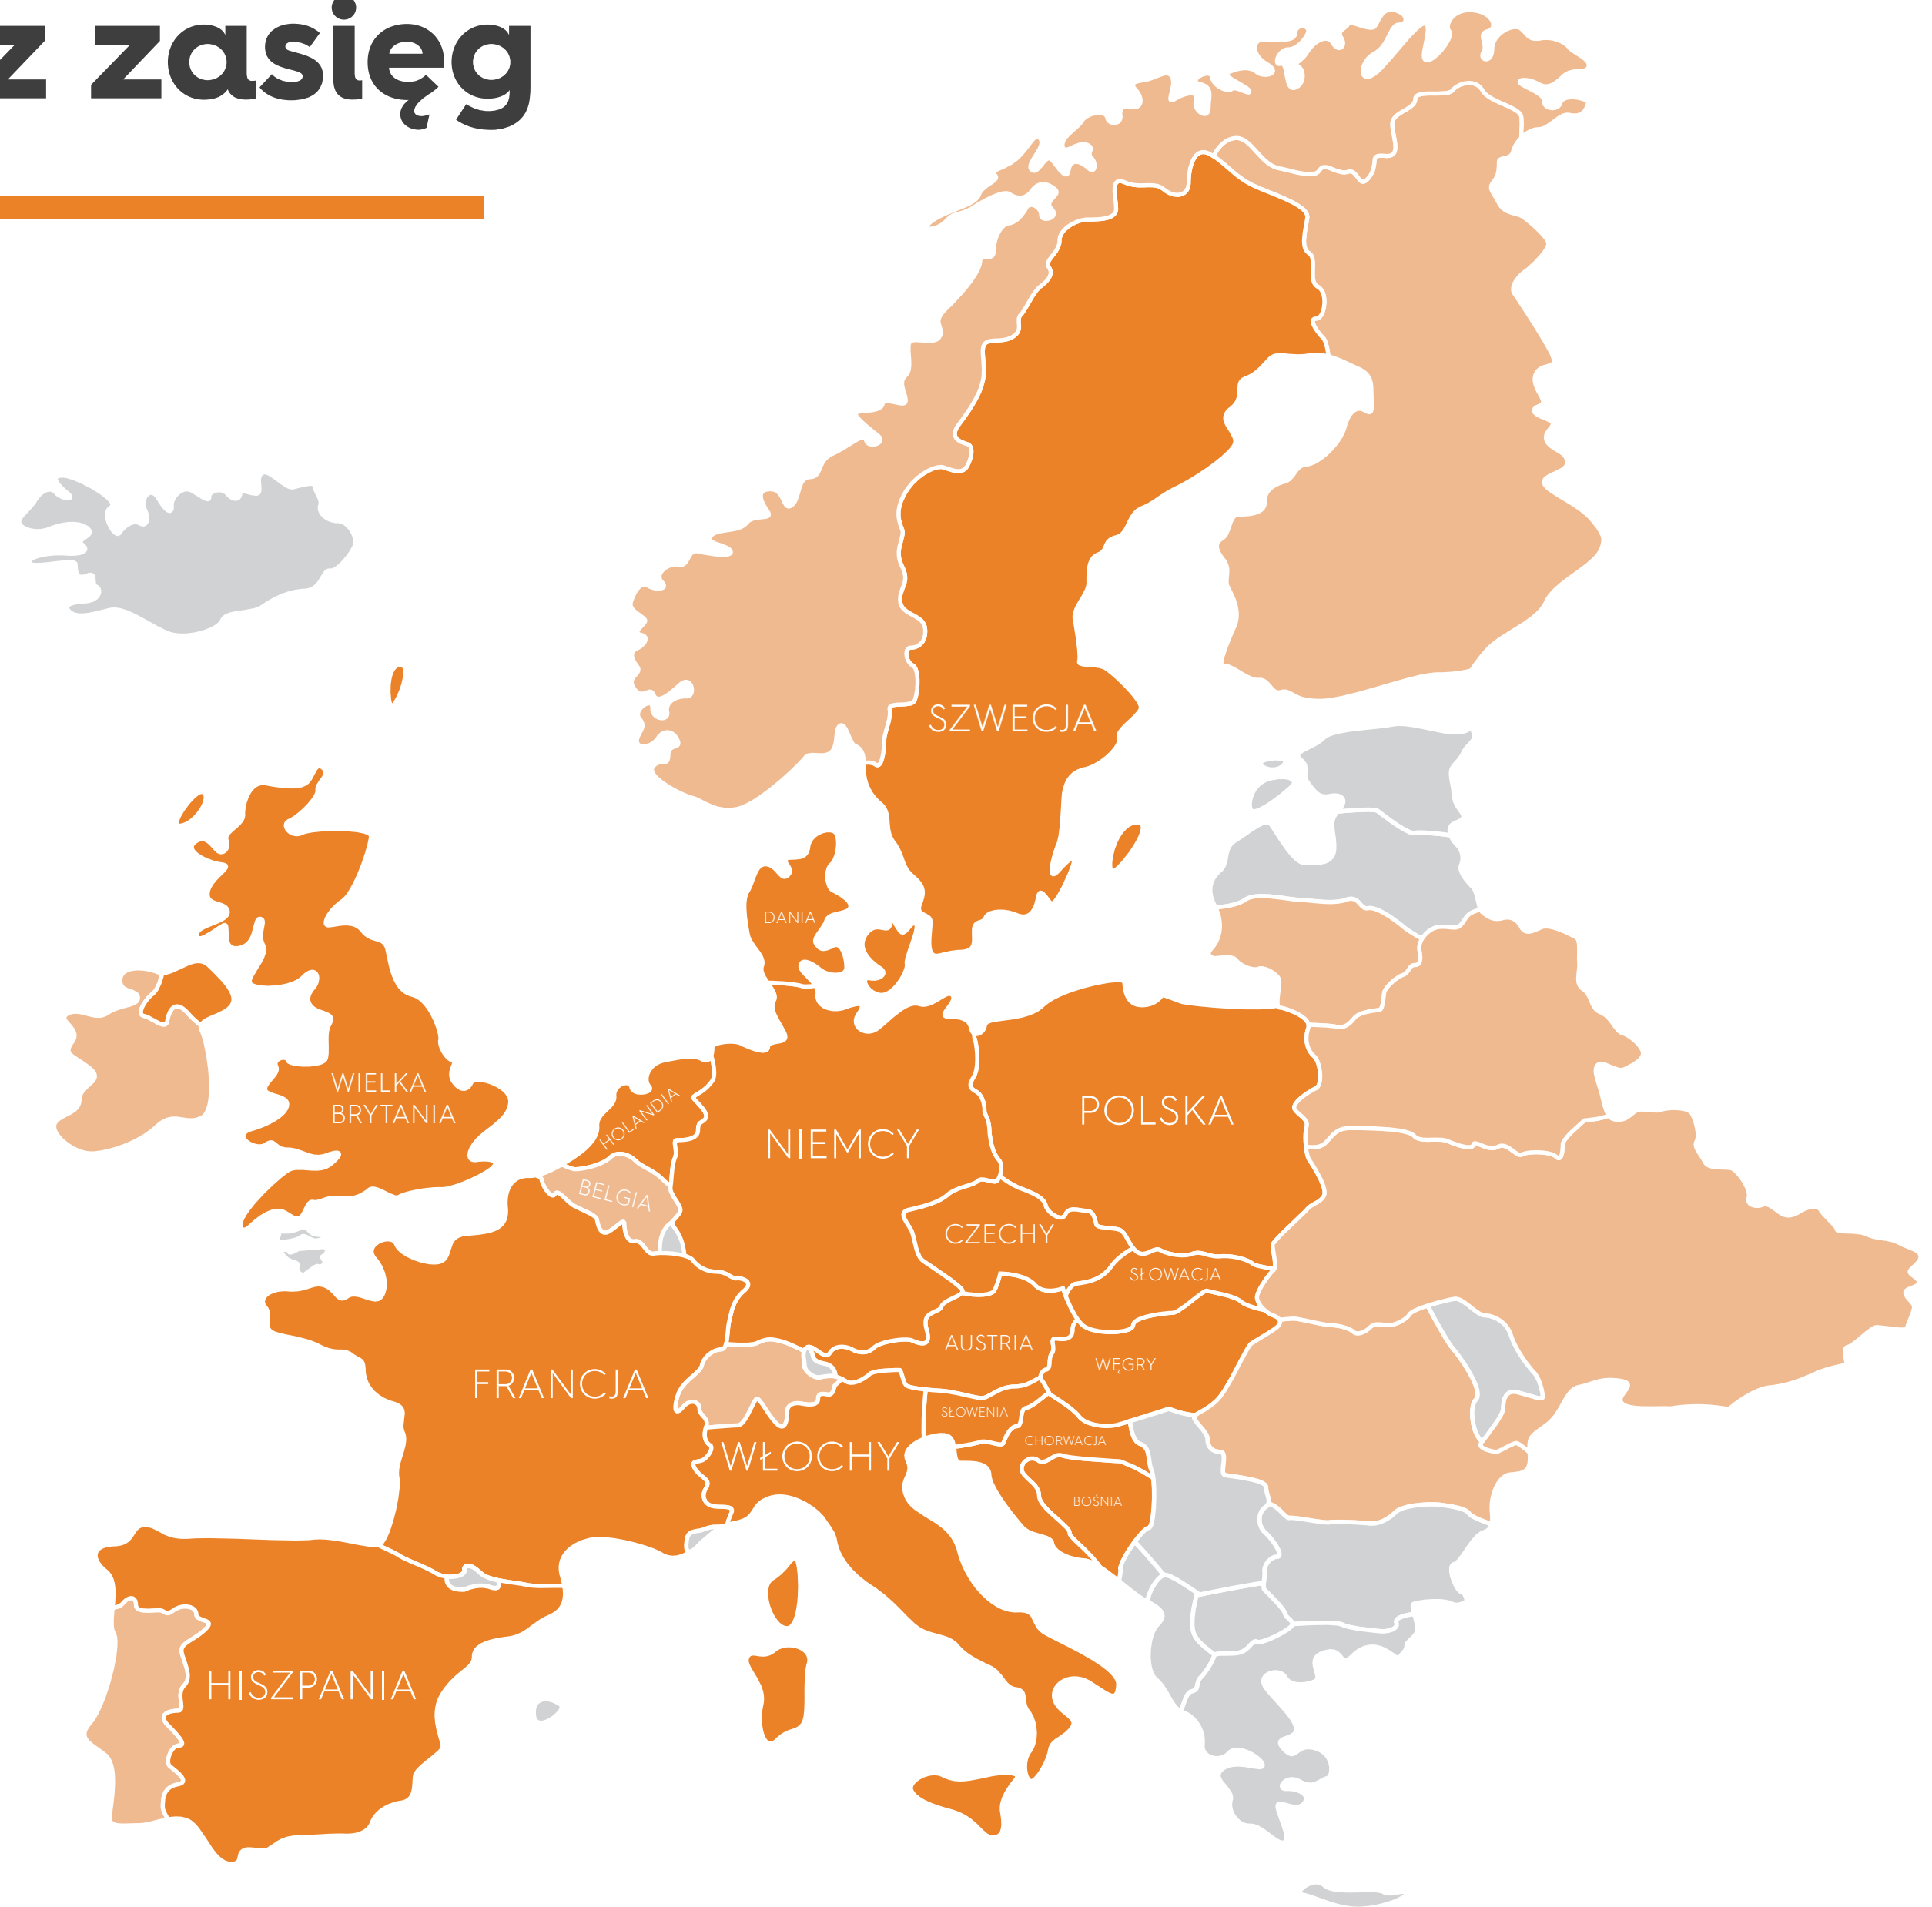 z zasięg
SZWECJA
DANIA
WIELKA
BRYTANIA
HOLANDIA
POLSKA
NIEMCY
BELGIA
CZECHY
SŁOWACJA
AUSTRIA
WĘGRY
FRANCJA
SŁOWENIA
CHORWACJA
WŁOCHY
BOŚNIA
HISZPANIA